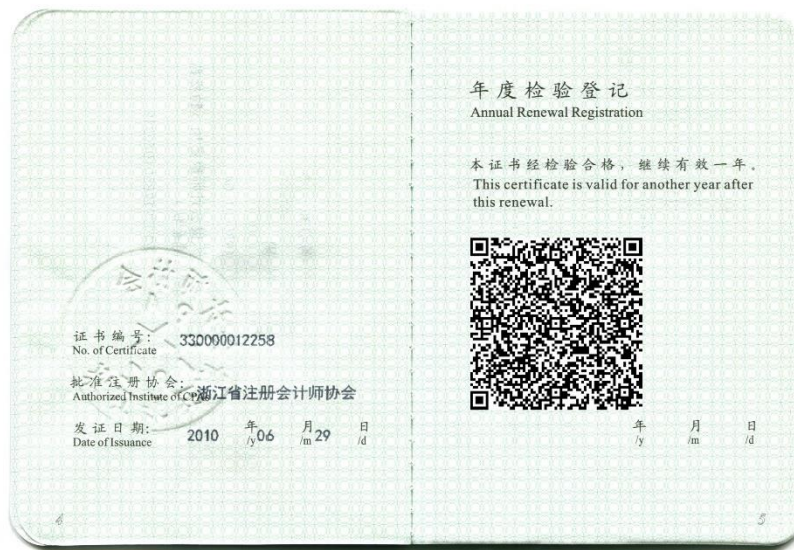 证书编号: 330000012258
No. of Certificate
批准注册协会: 浙江省注册会计师协会
Authorized Institute of CPAs
发证日期: 2010 年 06 月 29 日
Date of Issuance /y /m /d
4
年度检验登记
Annual Renewal Registration
本证书经检验合格，继续有效一年。
This certificate is valid for another year after
this renewal.
年 月 日
/y /m /d
5